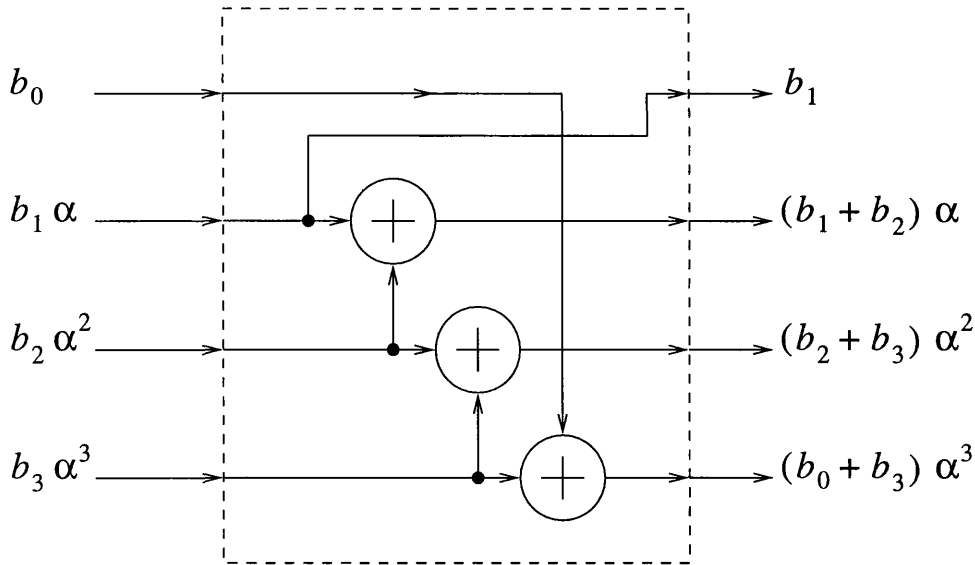 b₀ b₁
b₁ α (b₁ + b₂) α
b₂ α² (b₂ + b₃) α²
b₃ α³ (b₀ + b₃) α³